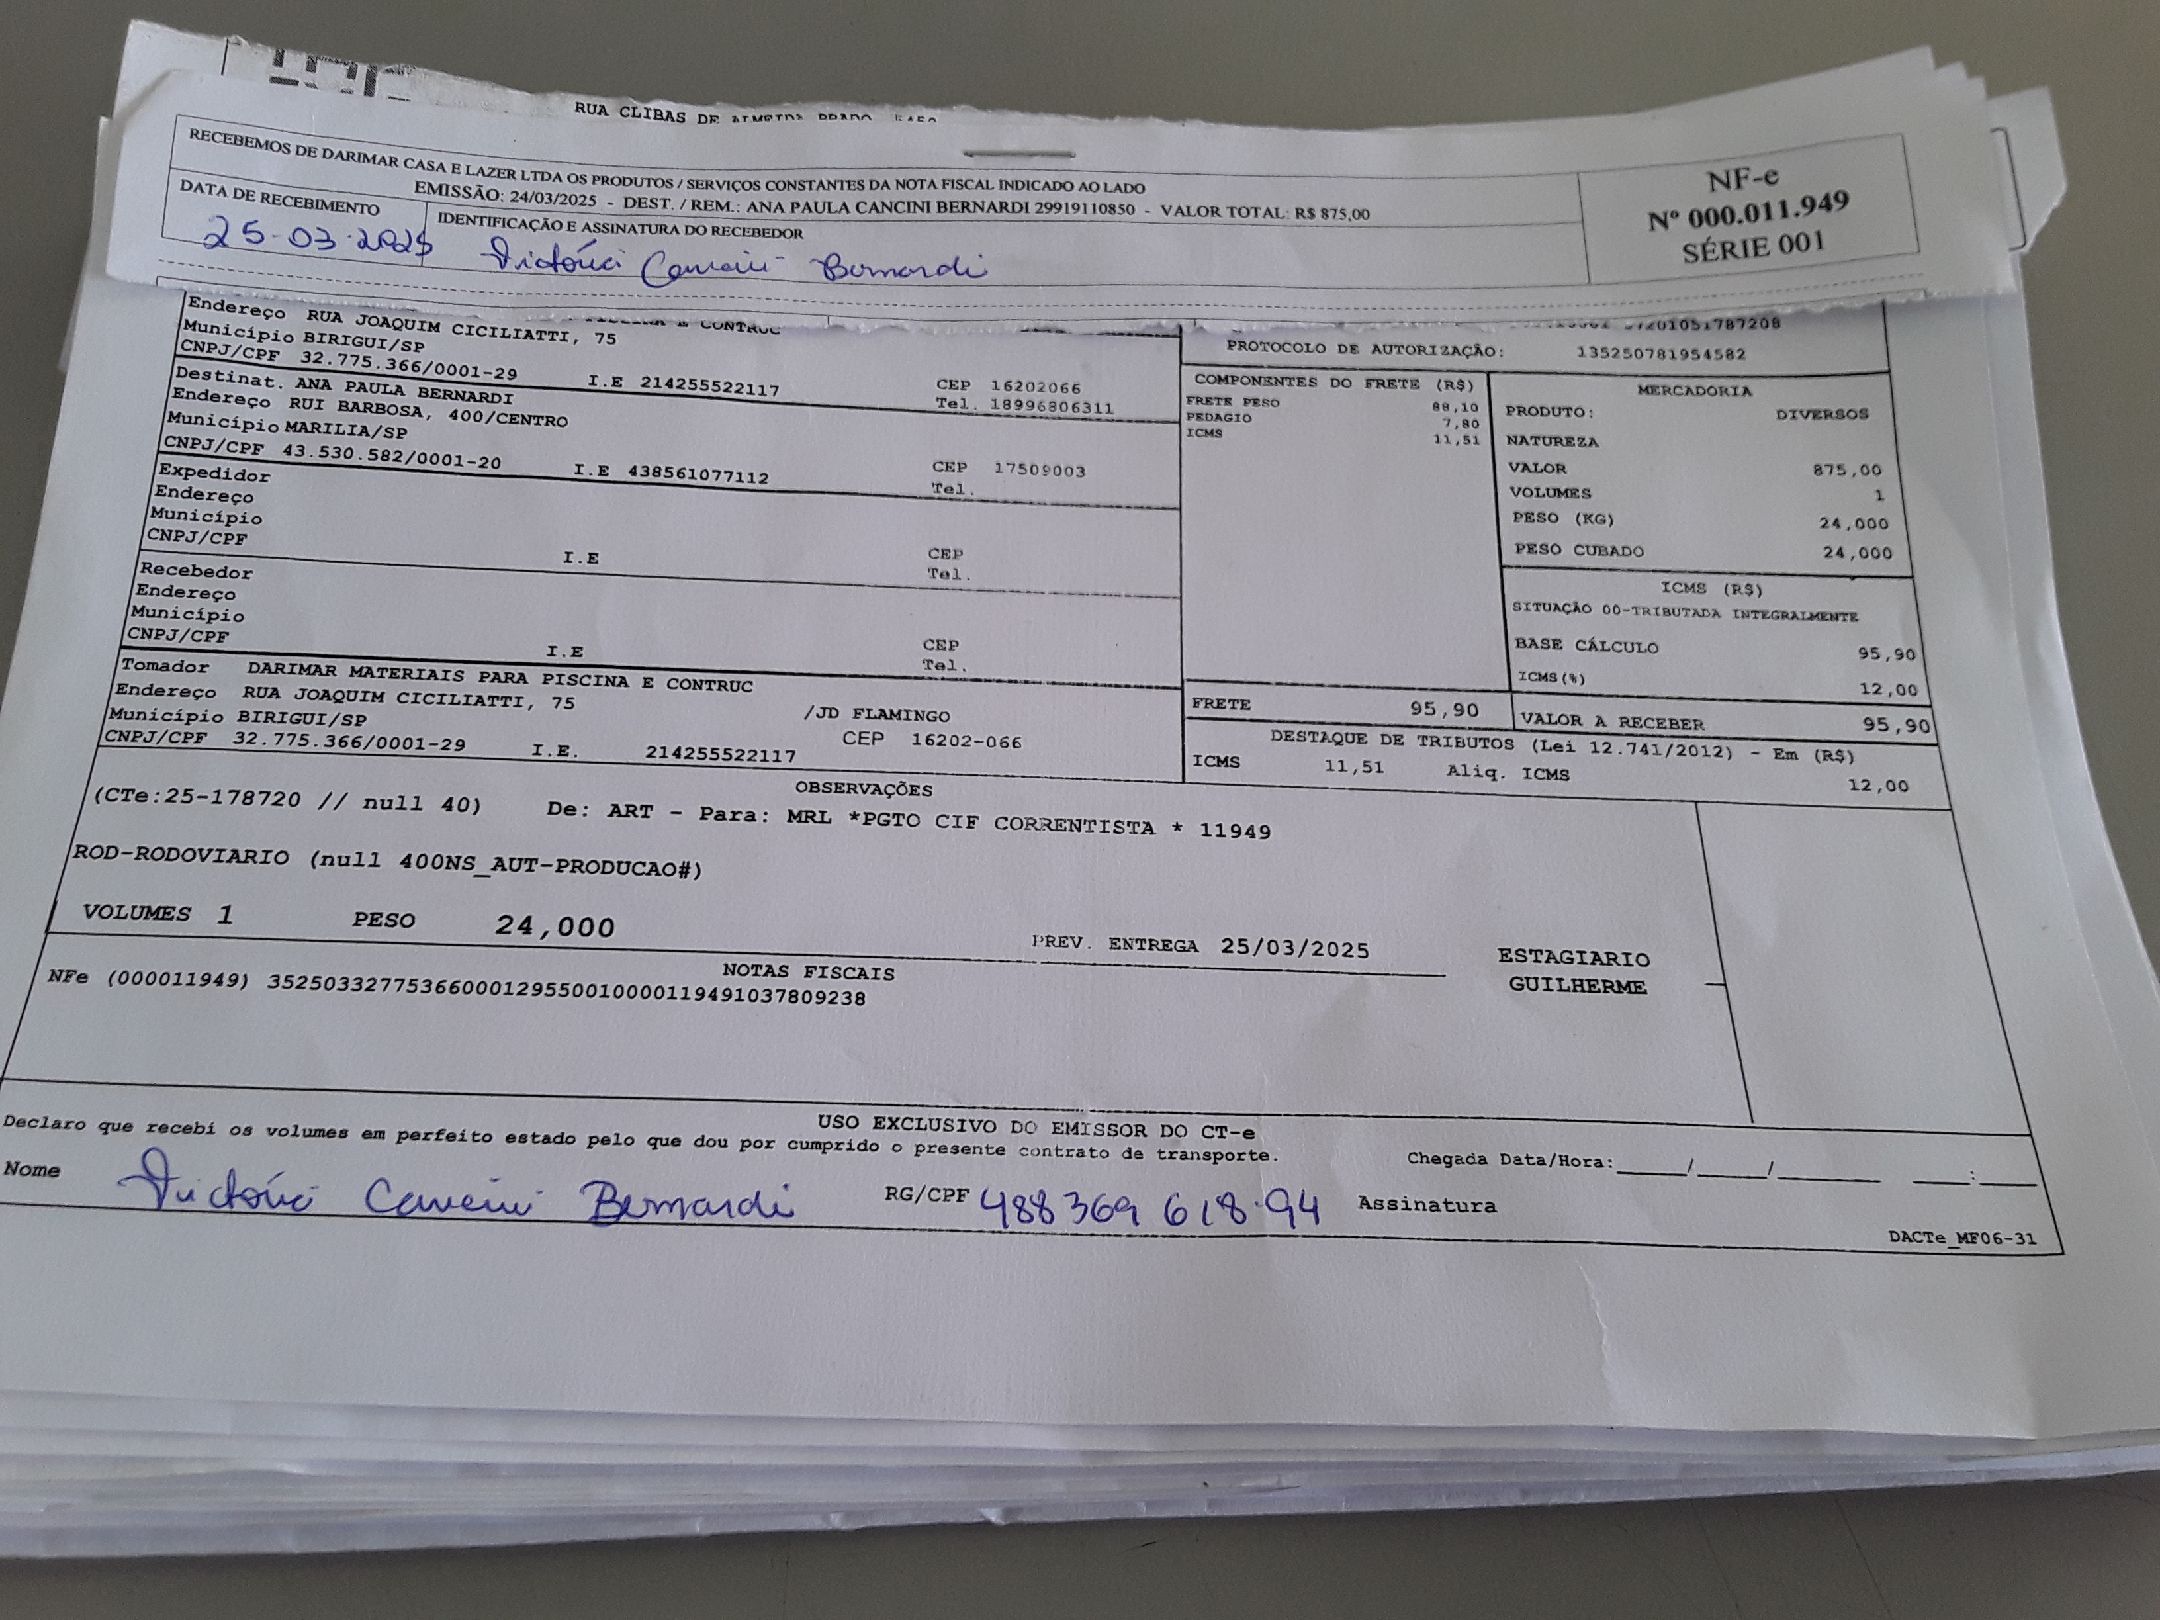 RUA CLIBAS DE ALMEIDA PRADO,
RECEBEMOS DE DARIMAR CASA E LAZER LTDA OS PRODUTOS / SERVIÇOS CONSTANTES DA NOTA FISCAL INDICADO AO LADO
EMISSÃO: 24/03/2025 - DEST. / REM.: ANA PAULA CANCINI BERNARDI 29919110850 - VALOR TOTAL: R$ 875,00
DATA DE RECEBIMENTO
25-03-2025
IDENTIFICAÇÃO E ASSINATURA DO RECEBEDOR
Victória Cancini Bernardi
NF-e
Nº 000.011.949
SÉRIE 001
E CONTRUC
Endereço RUA JOAQUIM CICILIATTI, 75
Município BIRIGUI/SP
CNPJ/CPF 32.775.366/0001-29 I.E 214255522117
CEP 16202066
Tel. 18996806311
Destinat. ANA PAULA BERNARDI
Endereço RUI BARBOSA, 400/CENTRO
Município MARILIA/SP
CNPJ/CPF 43.530.582/0001-20 I.E 438561077112
CEP 17509003
Tel.
Expedidor
Endereço
Município
CNPJ/CPF I.E
CEP
Tel.
Recebedor
Endereço
Município
CNPJ/CPF I.E
CEP
Tel.
Tomador DARIMAR MATERIAIS PARA PISCINA E CONTRUC
Endereço RUA JOAQUIM CICILIATTI, 75 /JD FLAMINGO
Município BIRIGUI/SP CEP 16202-066
CNPJ/CPF 32.775.366/0001-29 I.E. 214255522117
PROTOCOLO DE AUTORIZAÇÃO: 135250781954582
COMPONENTES DO FRETE (R$)
FRETE PESO 88,10
PEDAGIO 7,80
ICMS 11,51
MERCADORIA
PRODUTO: DIVERSOS
NATUREZA
VALOR 875,00
VOLUMES 1
PESO (KG) 24,000
PESO CUBADO 24,000
ICMS (R$)
SITUAÇÃO 00-TRIBUTADA INTEGRALMENTE
BASE CÁLCULO 95,90
ICMS(%) 12,00
FRETE 95,90
VALOR A RECEBER 95,90
DESTAQUE DE TRIBUTOS (Lei 12.741/2012) - Em (R$)
ICMS 11,51 Aliq. ICMS 12,00
OBSERVAÇÕES
(CTe:25-178720 // null 40) De: ART - Para: MRL *PGTO CIF CORRENTISTA * 11949
ROD-RODOVIARIO (null 400NS_AUT-PRODUCAO#)
VOLUMES 1 PESO 24,000
PREV. ENTREGA 25/03/2025
ESTAGIARIO
GUILHERME
NOTAS FISCAIS
NFe (000011949) 35250332775366000129550010000119491037809238
USO EXCLUSIVO DO EMISSOR DO CT-e
Declaro que recebi os volumes em perfeito estado pelo que dou por cumprido o presente contrato de transporte.
Chegada Data/Hora:_____/_____/_______ ____:____
Nome Victória Cancini Bernardi RG/CPF 488369 618-94 Assinatura
DACTe_MF06-31